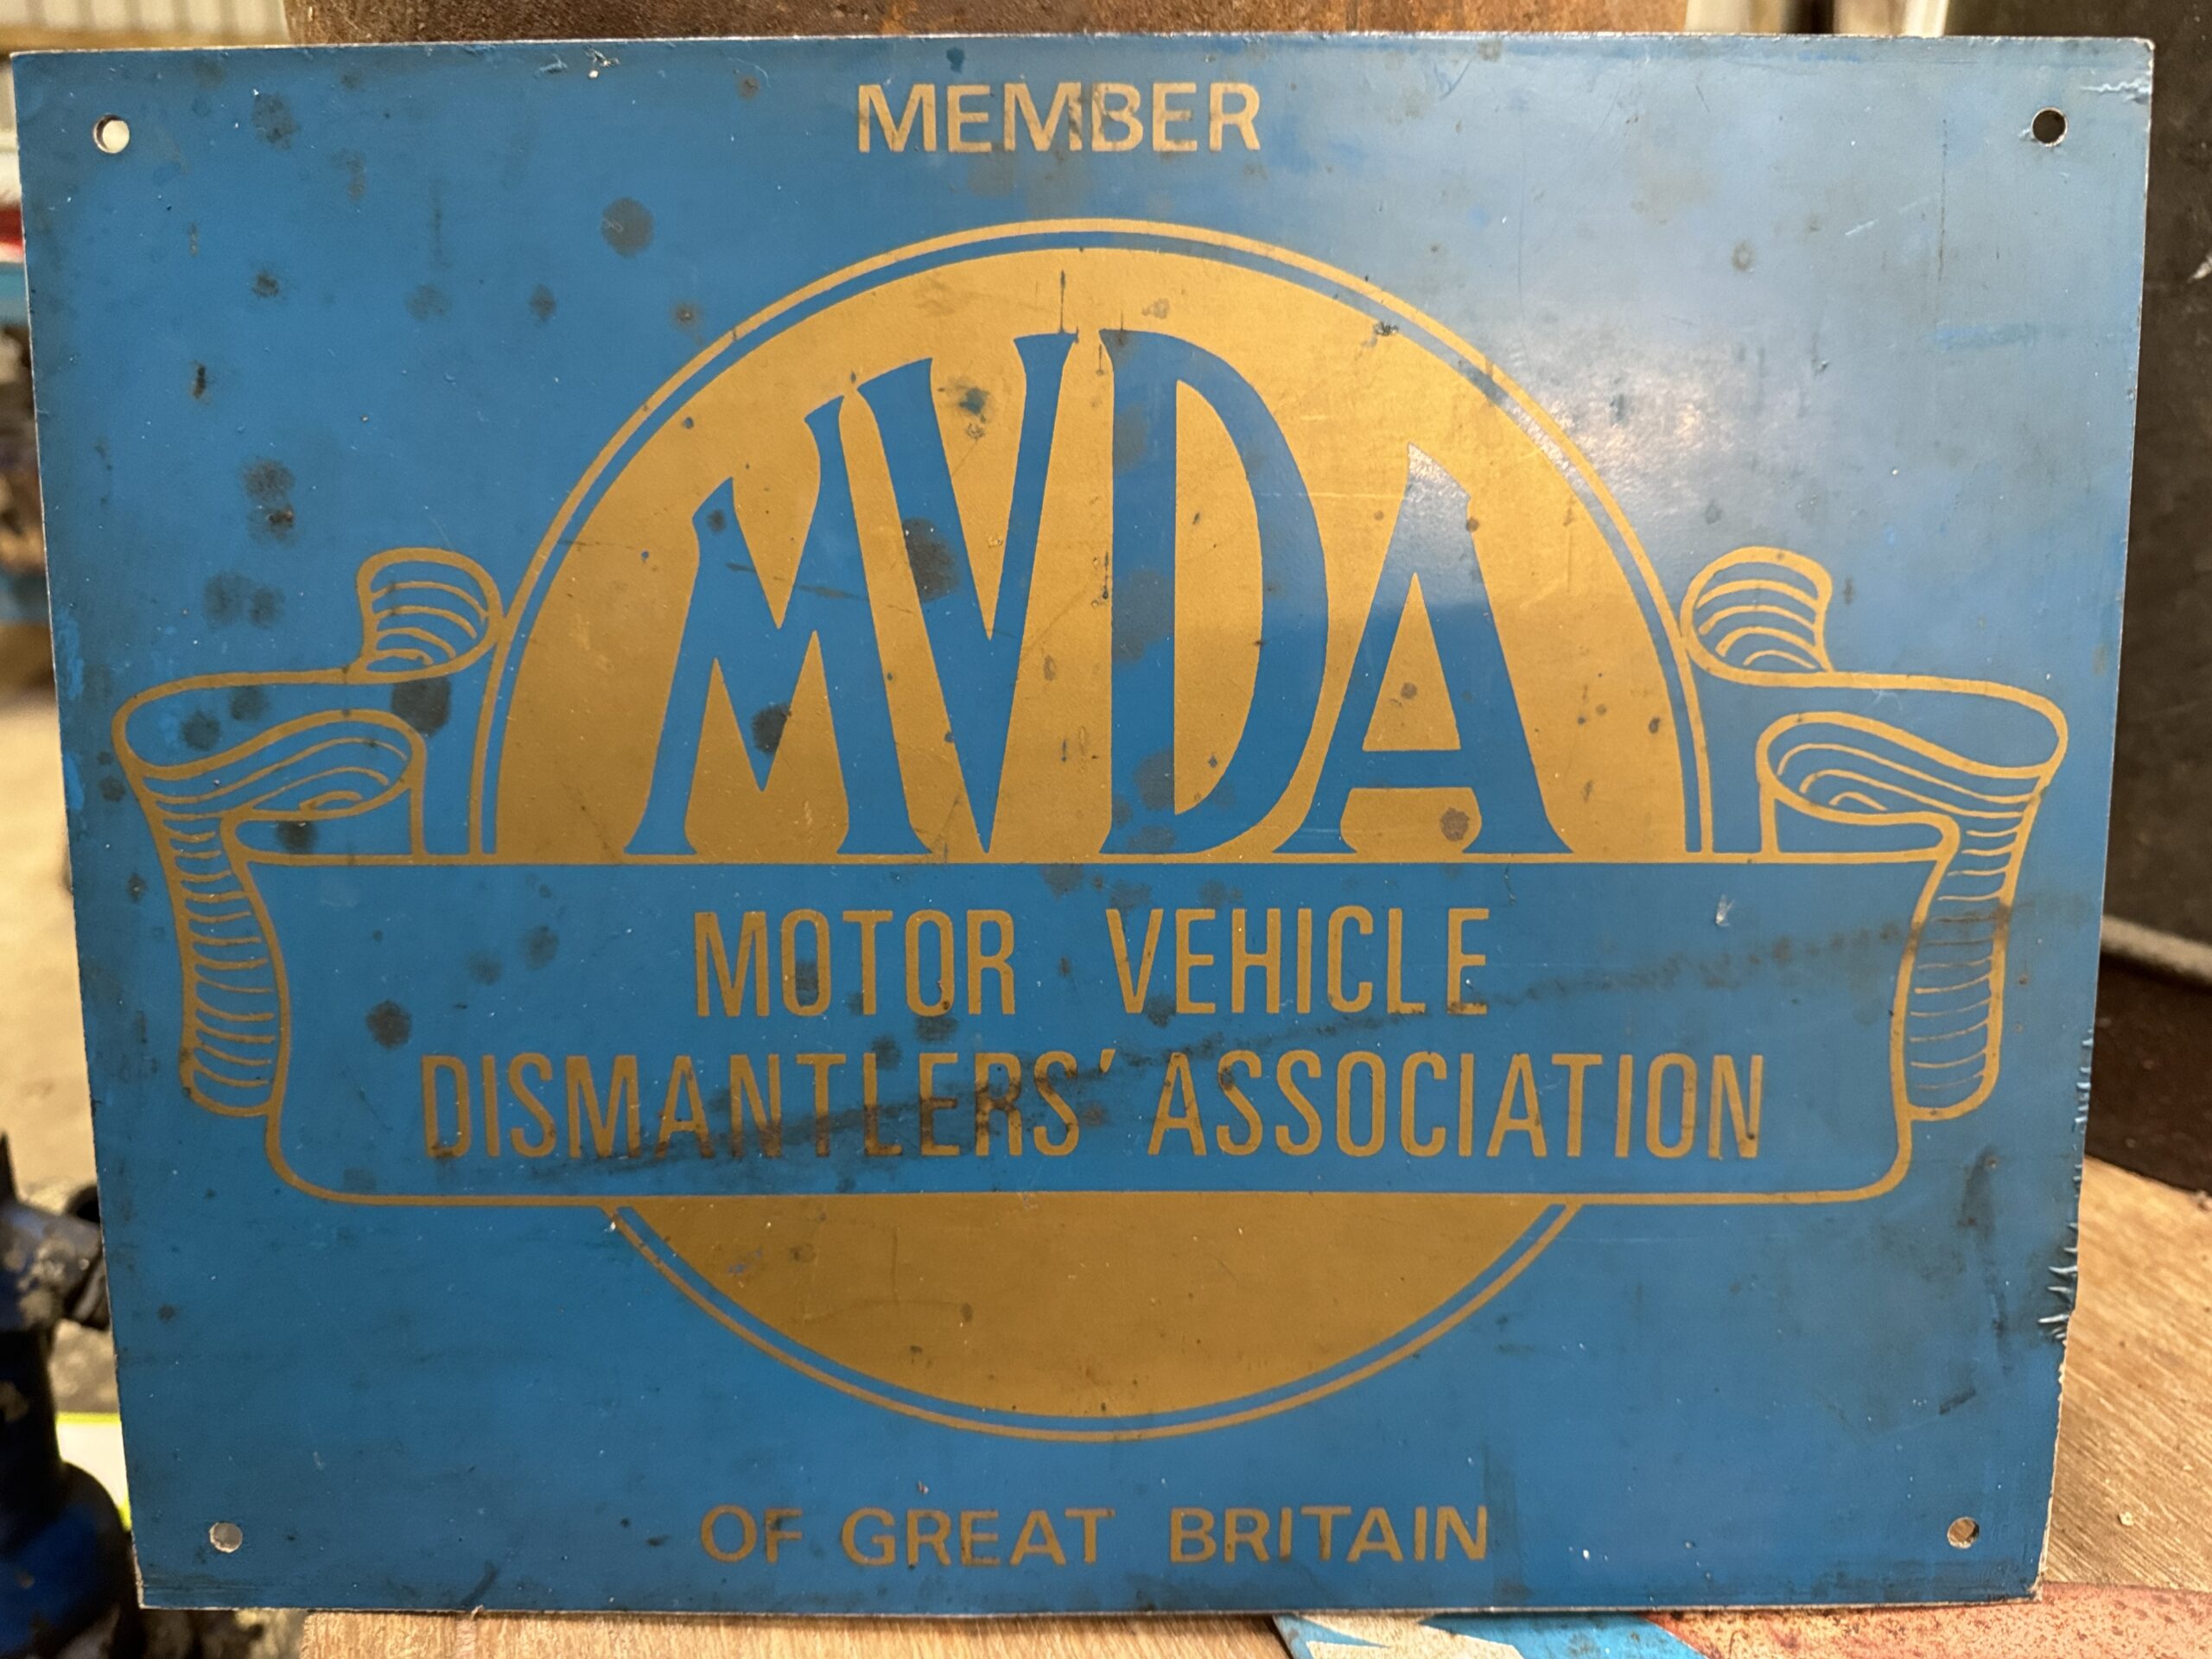 MEMBER
MVDA
MOTOR VEHICLE
DISMANTLERS' ASSOCIATION
OF GREAT BRITAIN